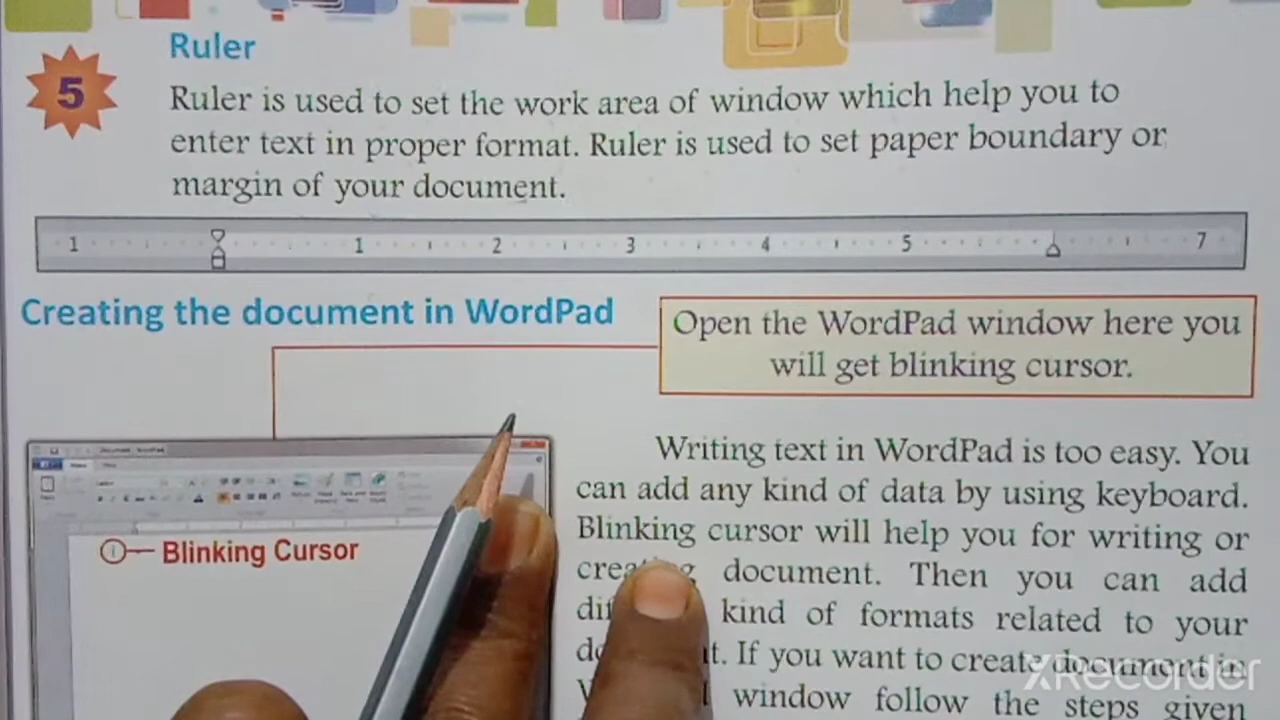 Ruler
5
Ruler is used to set the work area of window which help you to
enter text in proper format. Ruler is used to set paper boundary or
margin of your document.
1 1 2 3 4 5 7
Creating the document in WordPad
Open the WordPad window here you
will get blinking cursor.
Blinking Cursor
Writing text in WordPad is too easy. You
can add any kind of data by using keyboard.
Blinking cursor will help you for writing or
document. Then you can add
kind of formats related to your
If you want to create document in
window follow the steps given
XRecorder